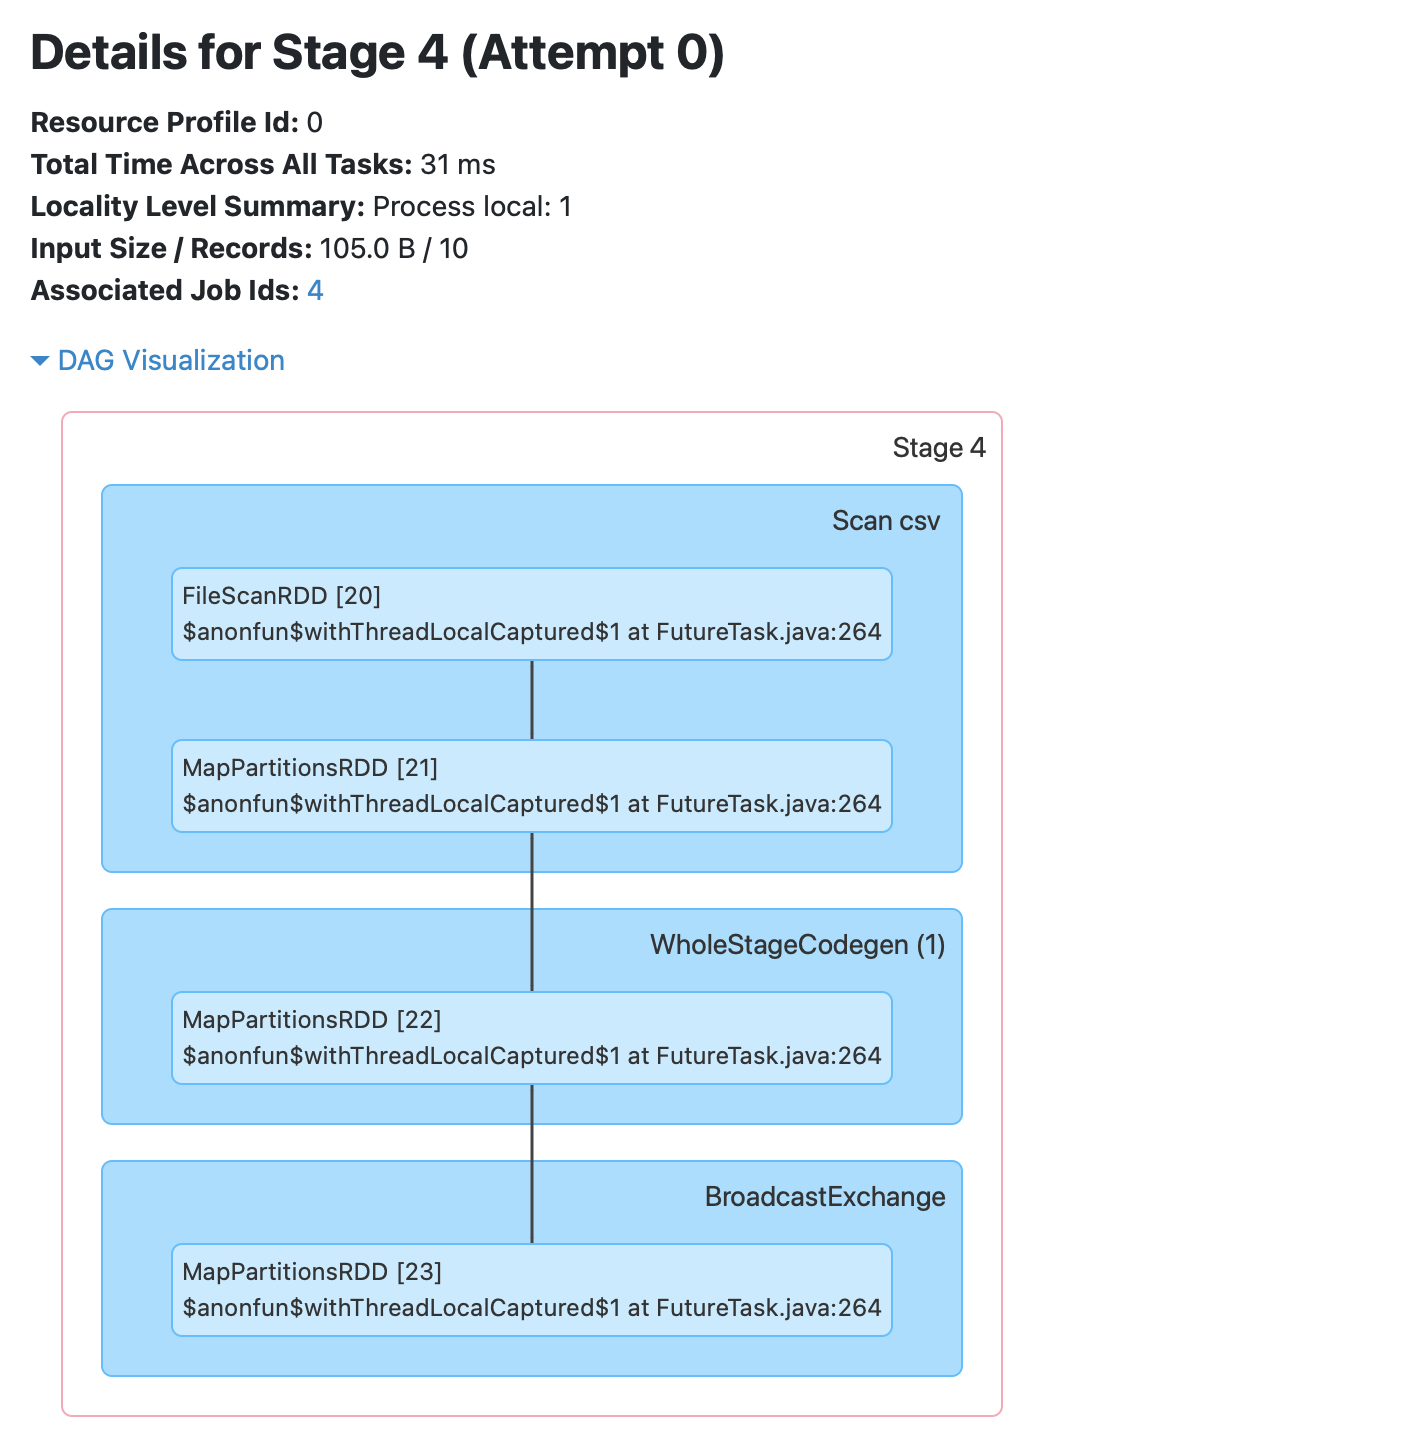 Details for Stage 4 (Attempt 0)
Resource Profile Id: 0
Total Time Across All Tasks: 31 ms
Locality Level Summary: Process local: 1
Input Size / Records: 105.0 B / 10
Associated Job Ids: 4
DAG Visualization
Stage 4
Scan csv
FileScanRDD [20]
$anonfun$withThreadLocalCaptured$1 at FutureTask.java:264
MapPartitionsRDD [21]
$anonfun$withThreadLocalCaptured$1 at FutureTask.java:264
WholeStageCodegen (1)
MapPartitionsRDD [22]
$anonfun$withThreadLocalCaptured$1 at FutureTask.java:264
BroadcastExchange
MapPartitionsRDD [23]
$anonfun$withThreadLocalCaptured$1 at FutureTask.java:264